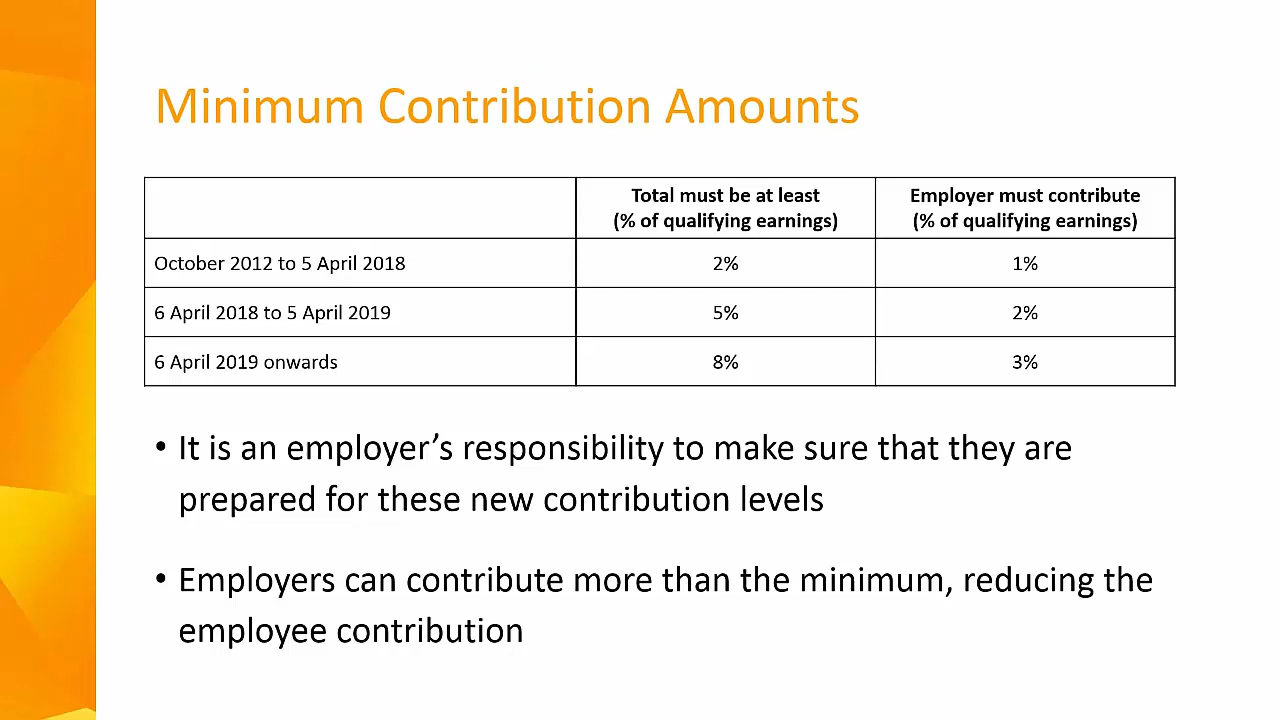 Minimum Contribution Amounts
Total must be at least
(% of qualifying earnings)
Employer must contribute
(% of qualifying earnings)
October 2012 to 5 April 2018
2%
1%
6 April 2018 to 5 April 2019
5%
2%
6 April 2019 onwards
8%
3%
• It is an employer’s responsibility to make sure that they are
prepared for these new contribution levels
• Employers can contribute more than the minimum, reducing the
employee contribution